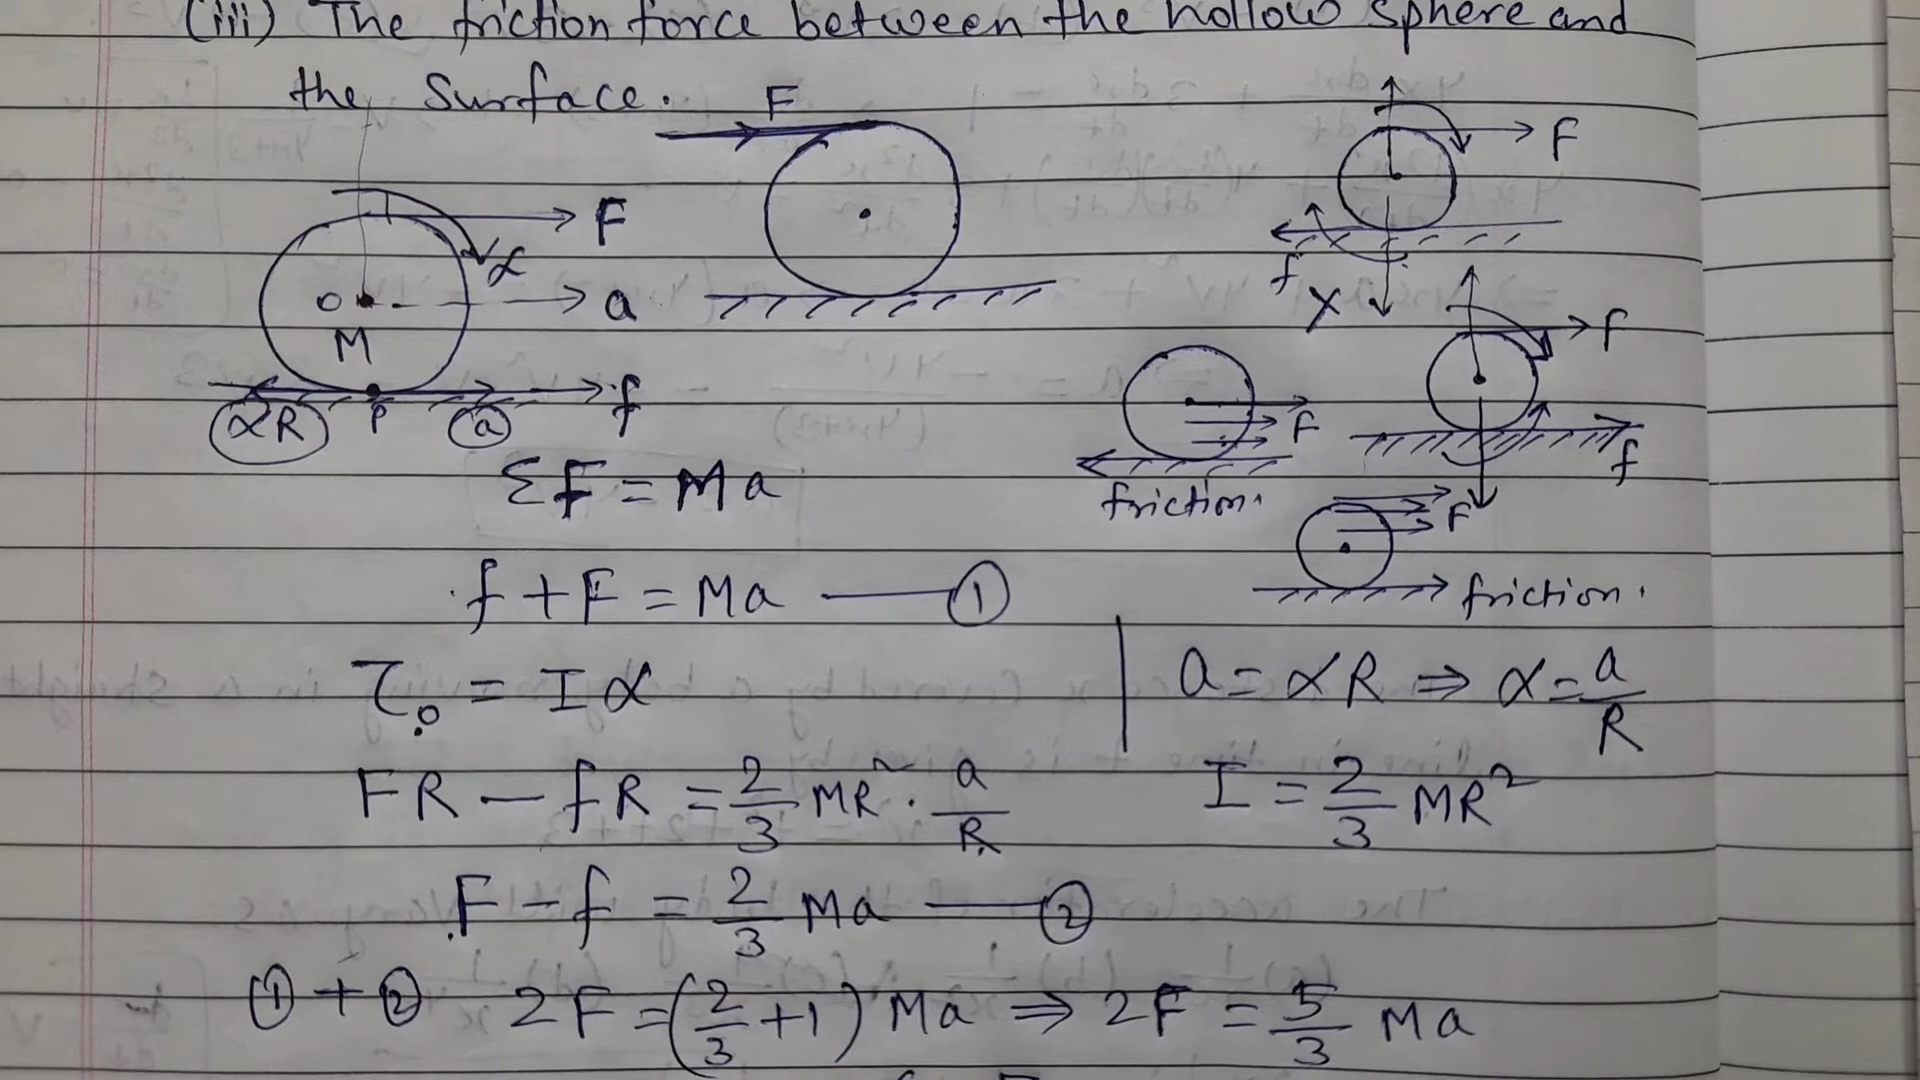 (iii) The friction force between the hollow sphere and
the surface.
F
F
α
O
a
M
f
αR
P
a
F
f
X
F
f
F
friction.
F
friction.
ΣF = Ma
f + F = Ma —— ①
τ₀ = Iα
a = αR ⇒ α = a/R
FR - fR = 2/3 MR² · a/R
I = 2/3 MR²
F - f = 2/3 Ma —— ②
① + ② 2F = (2/3 + 1) Ma ⇒ 2F = 5/3 Ma